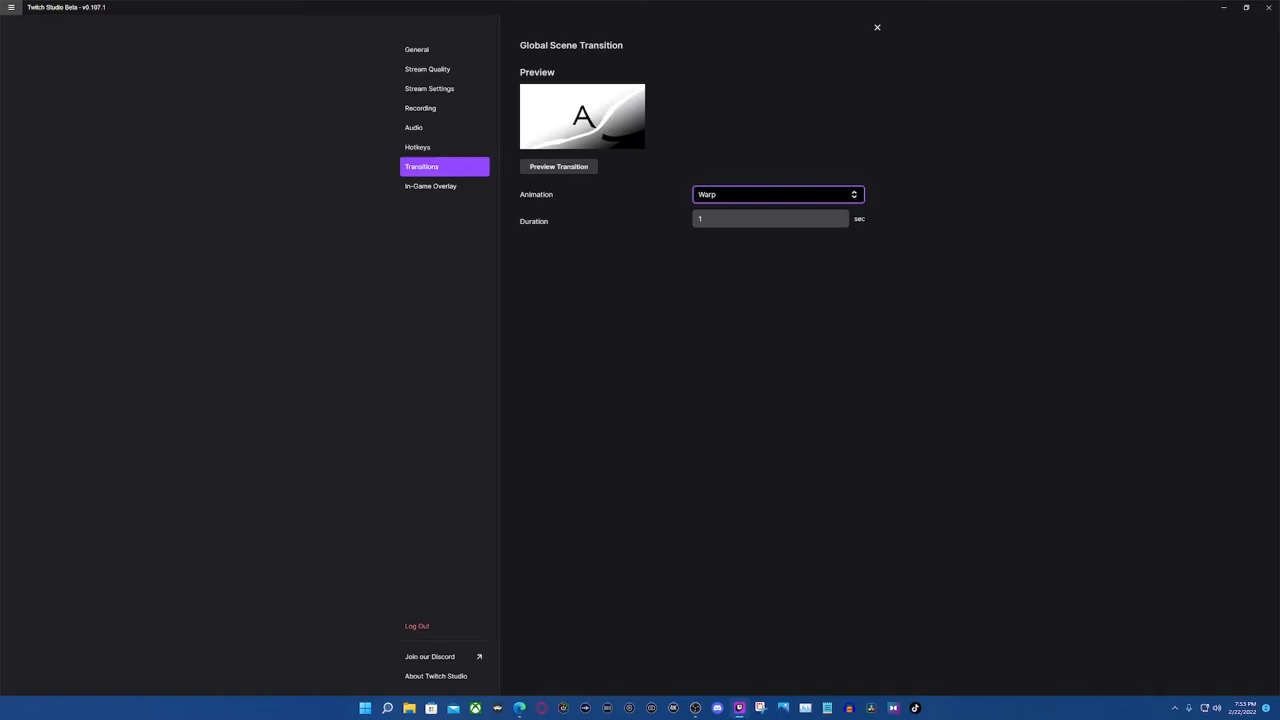 Twitch Studio Beta - v0.107.1
General
Stream Quality
Stream Settings
Recording
Audio
Hotkeys
Transitions
In-Game Overlay
Log Out
Join our Discord
About Twitch Studio
Global Scene Transition
Preview
A
Preview Transition
Animation
Warp
Duration
1
sec
7:53 PM
2/22/2022